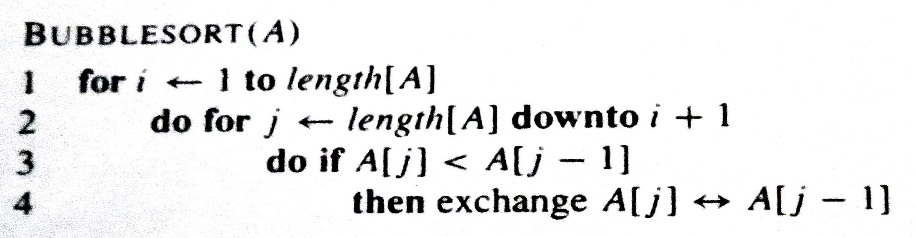 BUBBLESORT(A)
1 for i ← 1 to length[A]
2 do for j ← length[A] downto i + 1
3 do if A[j] < A[j − 1]
4 then exchange A[j] ↔ A[j − 1]